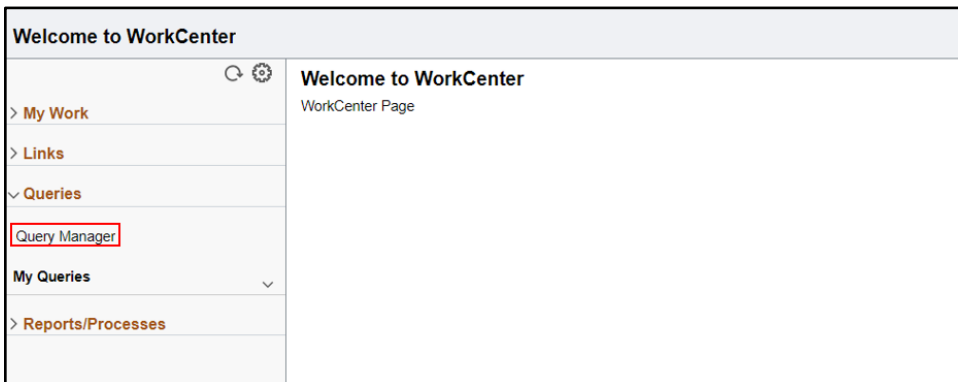 Welcome to WorkCenter
My Work
Links
Queries
Query Manager
My Queries
Reports/Processes
Welcome to WorkCenter
WorkCenter Page